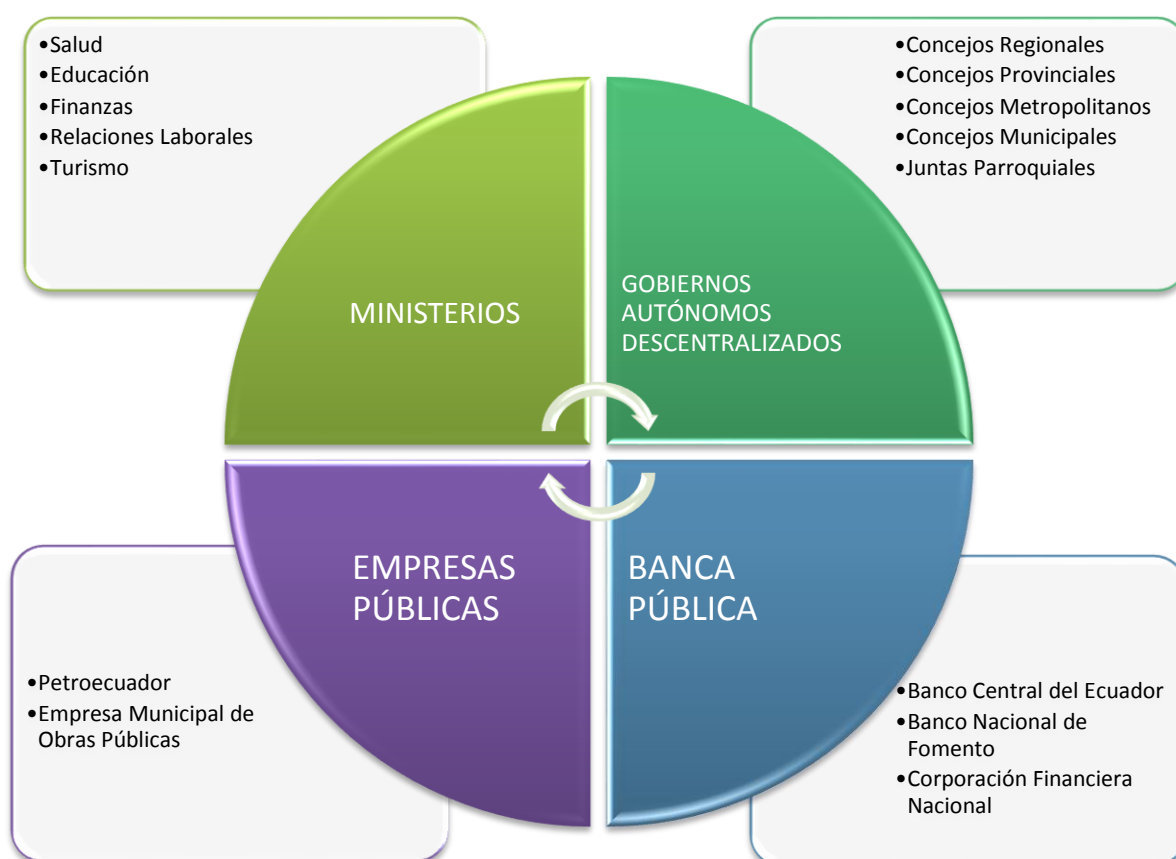 •Salud
•Educación
•Finanzas
•Relaciones Laborales
•Turismo
•Concejos Regionales
•Concejos Provinciales
•Concejos Metropolitanos
•Concejos Municipales
•Juntas Parroquiales
MINISTERIOS
GOBIERNOS
AUTÓNOMOS
DESCENTRALIZADOS
EMPRESAS
PÚBLICAS
BANCA
PÚBLICA
•Petroecuador
•Empresa Municipal de
Obras Públicas
•Banco Central del Ecuador
•Banco Nacional de
Fomento
•Corporación Financiera
Nacional